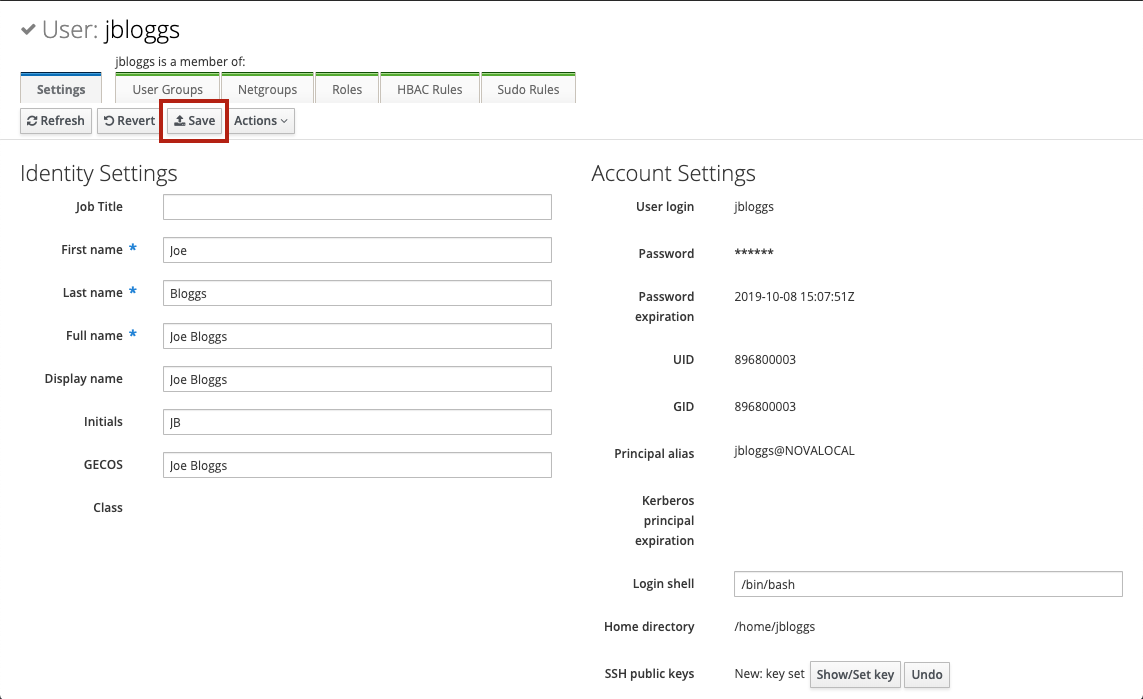 User: jbloggs
jbloggs is a member of:
Settings User Groups Netgroups Roles HBAC Rules Sudo Rules
Refresh Revert Save Actions
Identity Settings
Job Title
First name * Joe
Last name * Bloggs
Full name * Joe Bloggs
Display name Joe Bloggs
Initials JB
GECOS Joe Bloggs
Class
Account Settings
User login jbloggs
Password ******
Password
expiration 2019-10-08 15:07:51Z
UID 896800003
GID 896800003
Principal alias jbloggs@NOVALOCAL
Kerberos
principal
expiration
Login shell /bin/bash
Home directory /home/jbloggs
SSH public keys New: key set Show/Set key Undo